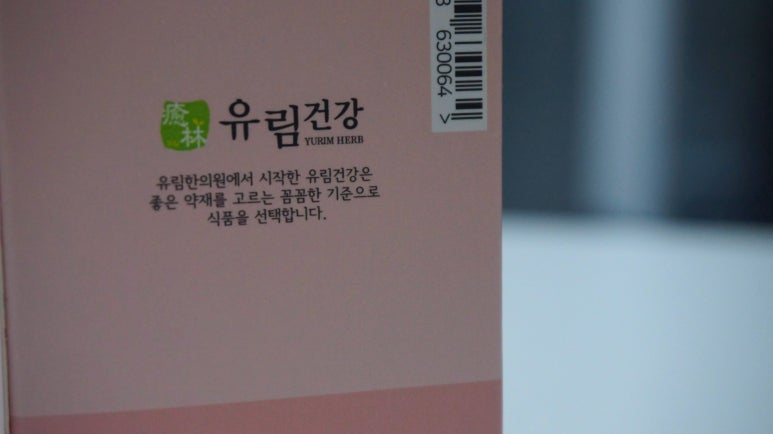 癒林
유림건강
YURIM HERB
유림한의원에서 시작한 유림건강은
좋은 약재를 고르는 꼼꼼한 기준으로
식품을 선택합니다.
630064 >